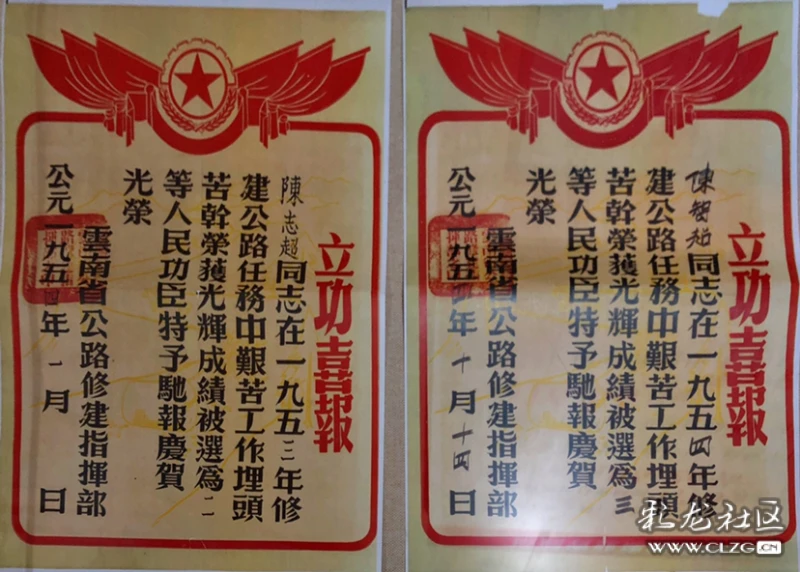 立功喜報
陳志超同志在一九五三年修
建公路任務中艱苦工作埋頭
苦幹榮獲光輝成績被選爲二
等人民功臣特予馳報慶賀
光榮
雲南省公路修建指揮部
公元一九五四年一月 日
立功喜報
陳智超同志在一九五四年修
建公路任務中艱苦工作埋頭
苦幹榮獲光輝成績被選爲三
等人民功臣特予馳報慶賀
光榮
雲南省公路修建指揮部
公元一九五四年十月十四日
亂龙社区
WWW.CLZG.CN